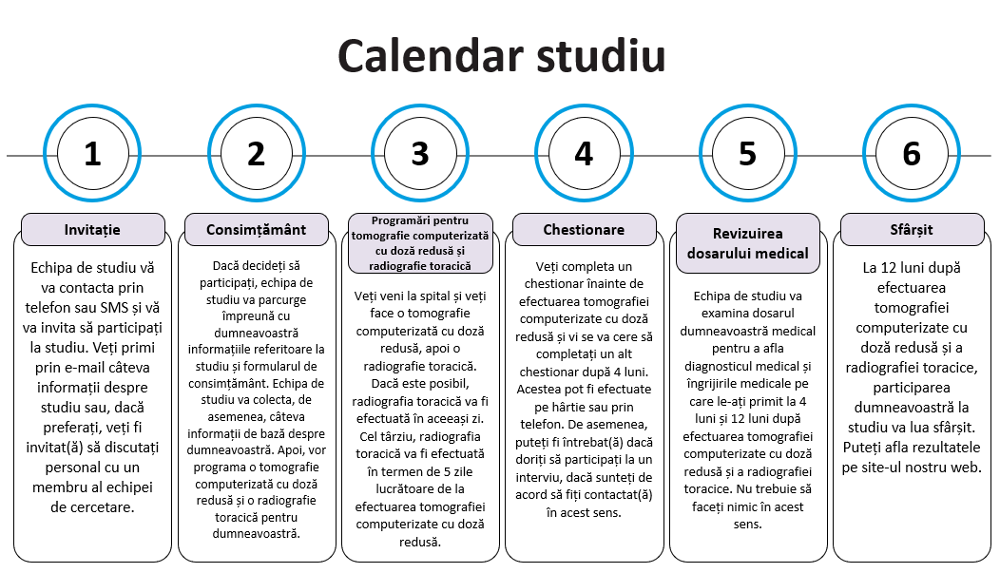 Calendar studiu
1
2
3
4
5
6
Invitație
Echipa de studiu vă
va contacta prin
telefon sau SMS și vă
va invita să participați
la studiu. Veți primi
prin e-mail câteva
informații despre
studiu sau, dacă
preferați, veți fi
invitat(ă) să discutați
personal cu un
membru al echipei
de cercetare.
Consimțământ
Dacă decideți să
participați, echipa de
studiu va parcurge
împreună cu
dumneavoastră
informațiile referitoare la
studiu și formularul de
consimțământ. Echipa de
studiu va colecta, de
asemenea, câteva
informații de bază despre
dumneavoastră. Apoi, vor
programa o tomografie
computerizată cu doză
redusă și o radiografie
toracică pentru
dumneavoastră.
Programări pentru
tomografie computerizată
cu doză redusă și
radiografie toracică
Veți veni la spital și veți
face o tomografie
computerizată cu doză
redusă, apoi o
radiografie toracică.
Dacă este posibil,
radiografia toracică va fi
efectuată în aceeași zi.
Cel târziu, radiografia
toracică va fi efectuată
în termen de 5 zile
lucrătoare de la
efectuarea tomografiei
computerizate cu doză
redusă.
Chestionare
Veți completa un
chestionar înainte de
efectuarea tomografiei
computerizate cu doză
redusă și vi se va cere să
completați un alt
chestionar după 4 luni.
Acestea pot fi efectuate
pe hârtie sau prin
telefon. De asemenea,
puteți fi întrebat(ă) dacă
doriți să participați la un
interviu, dacă sunteți de
acord să fiți contactat(ă)
în acest sens.
Revizuirea
dosarului medical
Echipa de studiu va
examina dosarul
dumneavoastră medical
pentru a afla
diagnosticul medical și
îngrijirile medicale pe
care le-ați primit la 4
luni și 12 luni după
efectuarea tomografiei
computerizate cu doză
redusă și a radiografiei
toracice. Nu trebuie să
faceți nimic în acest
sens.
Sfârșit
La 12 luni după
efectuarea
tomografiei
computerizate cu
doză redusă și a
radiografiei toracice,
participarea
dumneavoastră la
studiu va lua sfârșit.
Puteți afla rezultatele
pe site-ul nostru web.